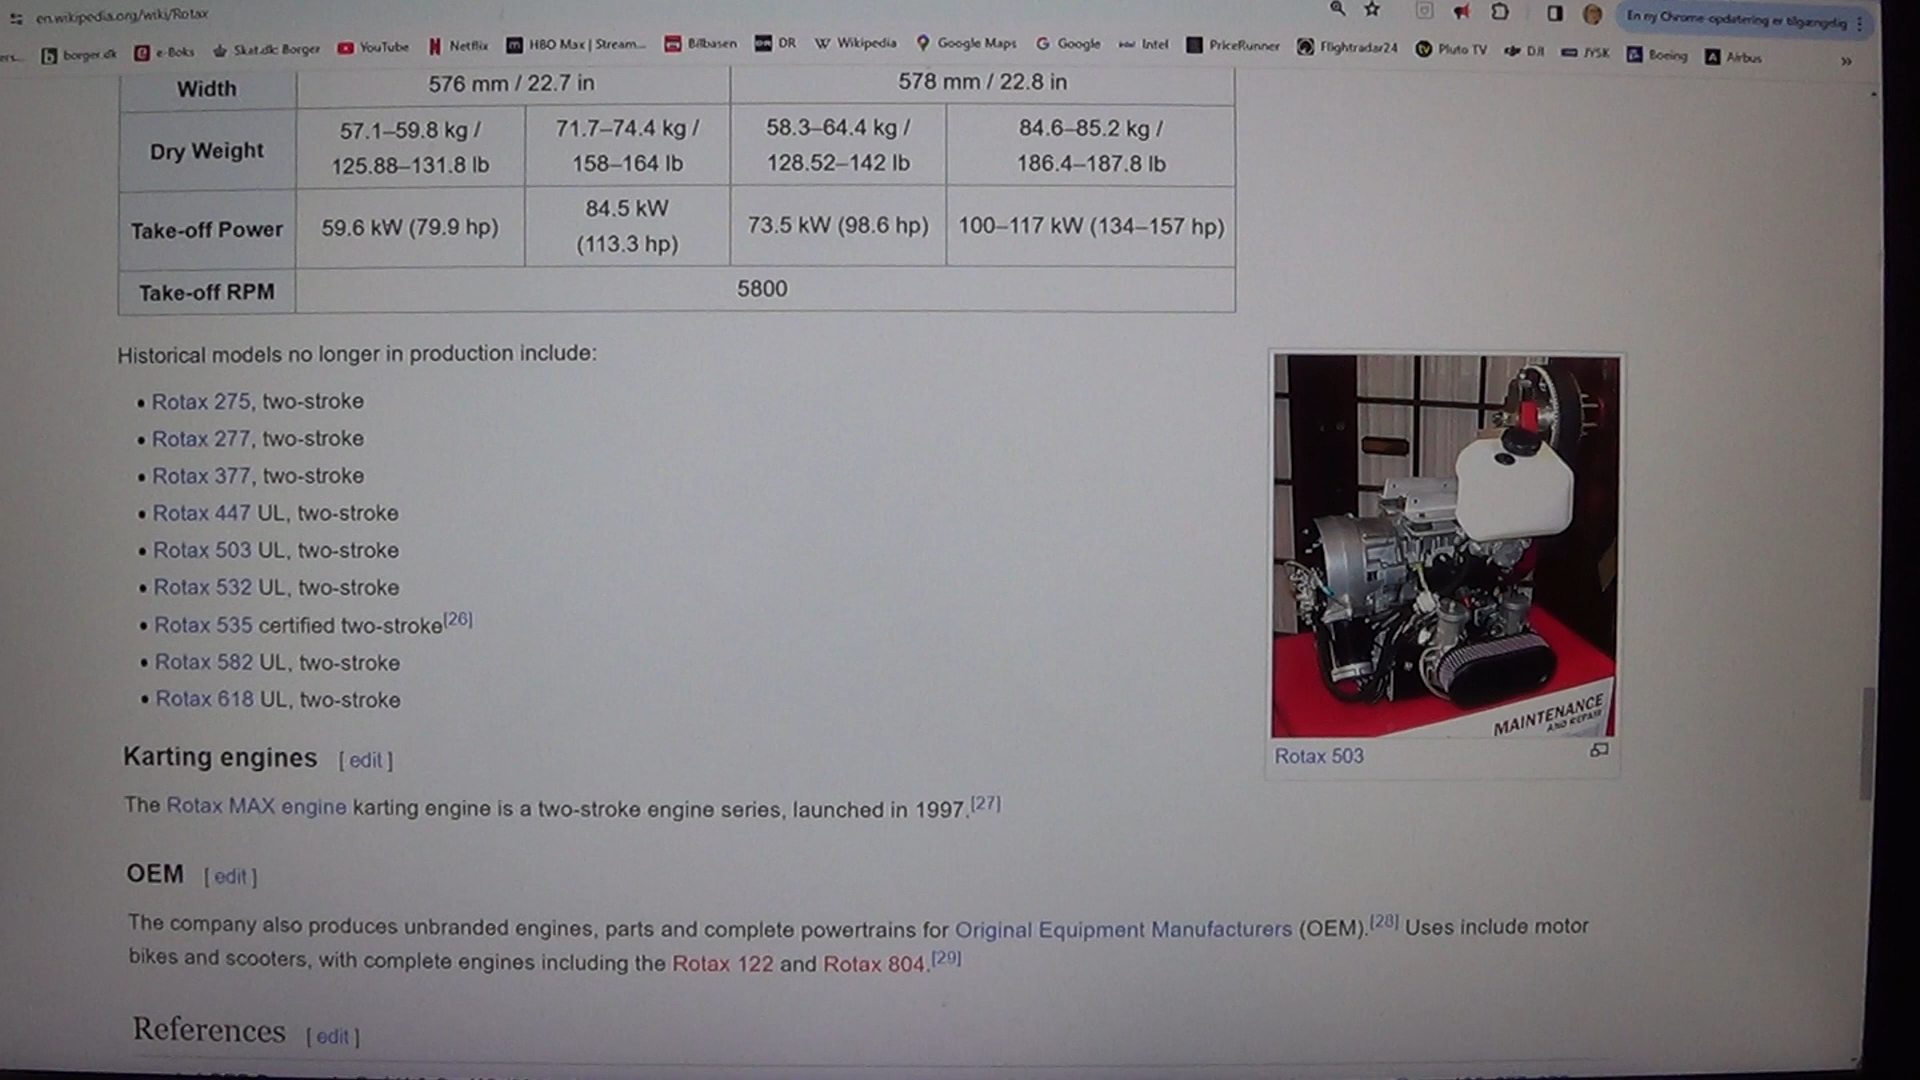 en.wikipedia.org/wiki/Rotax
En ny Chrome-opdatering er tilgængelig
borger.dk e-Boks Skat.dk: Borger YouTube Netflix HBO Max | Stream... Bilbasen DR Wikipedia Google Maps Google Intel PriceRunner Flightradar24 Pluto TV DJI JYSK Boeing Airbus »
Width 576 mm / 22.7 in 578 mm / 22.8 in
Dry Weight 57.1–59.8 kg / 125.88–131.8 lb 71.7–74.4 kg / 158–164 lb 58.3–64.4 kg / 128.52–142 lb 84.6–85.2 kg / 186.4–187.8 lb
Take-off Power 59.6 kW (79.9 hp) 84.5 kW (113.3 hp) 73.5 kW (98.6 hp) 100–117 kW (134–157 hp)
Take-off RPM 5800
Historical models no longer in production include:
• Rotax 275, two-stroke
• Rotax 277, two-stroke
• Rotax 377, two-stroke
• Rotax 447 UL, two-stroke
• Rotax 503 UL, two-stroke
• Rotax 532 UL, two-stroke
• Rotax 535 certified two-stroke[26]
• Rotax 582 UL, two-stroke
• Rotax 618 UL, two-stroke
MAINTENANCE
AND REPAIR
Rotax 503
Karting engines [ edit ]
The Rotax MAX engine karting engine is a two-stroke engine series, launched in 1997.[27]
OEM [ edit ]
The company also produces unbranded engines, parts and complete powertrains for Original Equipment Manufacturers (OEM).[28] Uses include motor
bikes and scooters, with complete engines including the Rotax 122 and Rotax 804.[29]
References [ edit ]